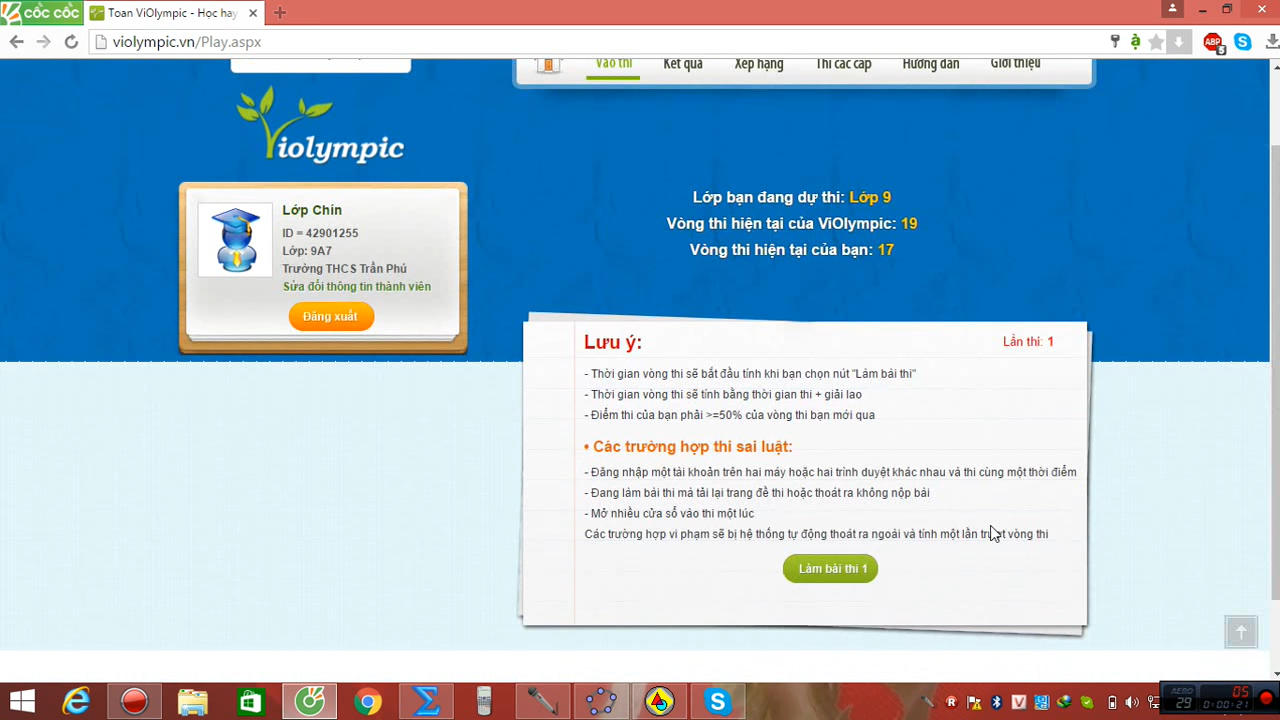 CỐC CỐC
Toan ViOlympic - Học hay
violympic.vn/Play.aspx
ABP
5
Vào thi
Kết quả
Xếp hạng
Thi các cấp
Hướng dẫn
Giới thiệu
Violympic
Lớp Chín
ID = 42901255
Lớp: 9A7
Trường THCS Trần Phú
Sửa đổi thông tin thành viên
Đăng xuất
Lớp bạn đang dự thi: Lớp 9
Vòng thi hiện tại của ViOlympic: 19
Vòng thi hiện tại của bạn: 17
Lưu ý:
Lần thi: 1
- Thời gian vòng thi sẽ bắt đầu tính khi bạn chọn nút "Làm bài thi"
- Thời gian vòng thi sẽ tính bằng thời gian thi + giải lao
- Điểm thi của bạn phải >=50% của vòng thi bạn mới qua
• Các trường hợp thi sai luật:
- Đăng nhập một tài khoản trên hai máy hoặc hai trình duyệt khác nhau và thi cùng một thời điểm
- Đang làm bài thi mà tải lại trang đề thi hoặc thoát ra không nộp bài
- Mở nhiều cửa sổ vào thi một lúc
Các trường hợp vi phạm sẽ bị hệ thống tự động thoát ra ngoài và tính một lần trượt vòng thi
Làm bài thi 1
AERO
29
05
0:00:21